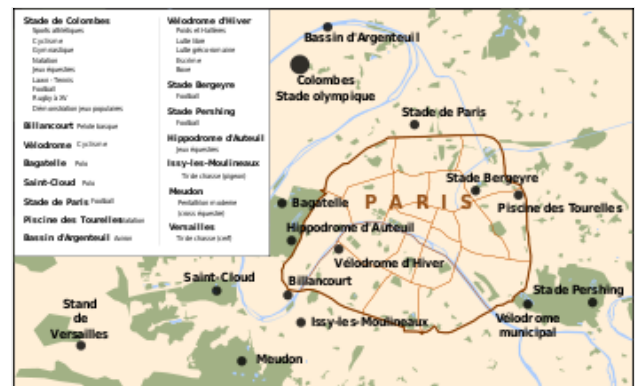 Stade de Colombes
Sports athlétiques
Cyclisme
Gymnastique
Natation
Jeux équestres
Lawn - Tennis
Football
Rugby à XV
Démonstration jeux populaires
Billancourt Pelote basque
Vélodrome Cyclisme
Bagatelle Polo
Saint-Cloud Polo
Stade de Paris Football
Piscine des Tourelles Natation
Bassin d'Argenteuil Aviron
Vélodrome d'Hiver
Poids et Haltères
Lutte libre
Lutte gréco-romaine
Escrime
Boxe
Stade Bergeyre
Football
Stade Pershing
Football
Hippodrome d'Auteuil
Jeux équestres
Issy-les-Moulineaux
Tir de chasse (pigeon)
Meudon
Pentathlon moderne
(cross équestre)
Versailles
Tir de chasse (cerf)
Bassin d'Argenteuil
Colombes
Stade olympique
Stade de Paris
Stade Bergeyre
Bagatelle
PARIS
Piscine des Tourelles
Hippodrome d'Auteuil
Vélodrome d'Hiver
Saint-Cloud
Billancourt
Stade Pershing
Stand
de
Versailles
Issy-les-Moulineaux
Vélodrome
municipal
Meudon